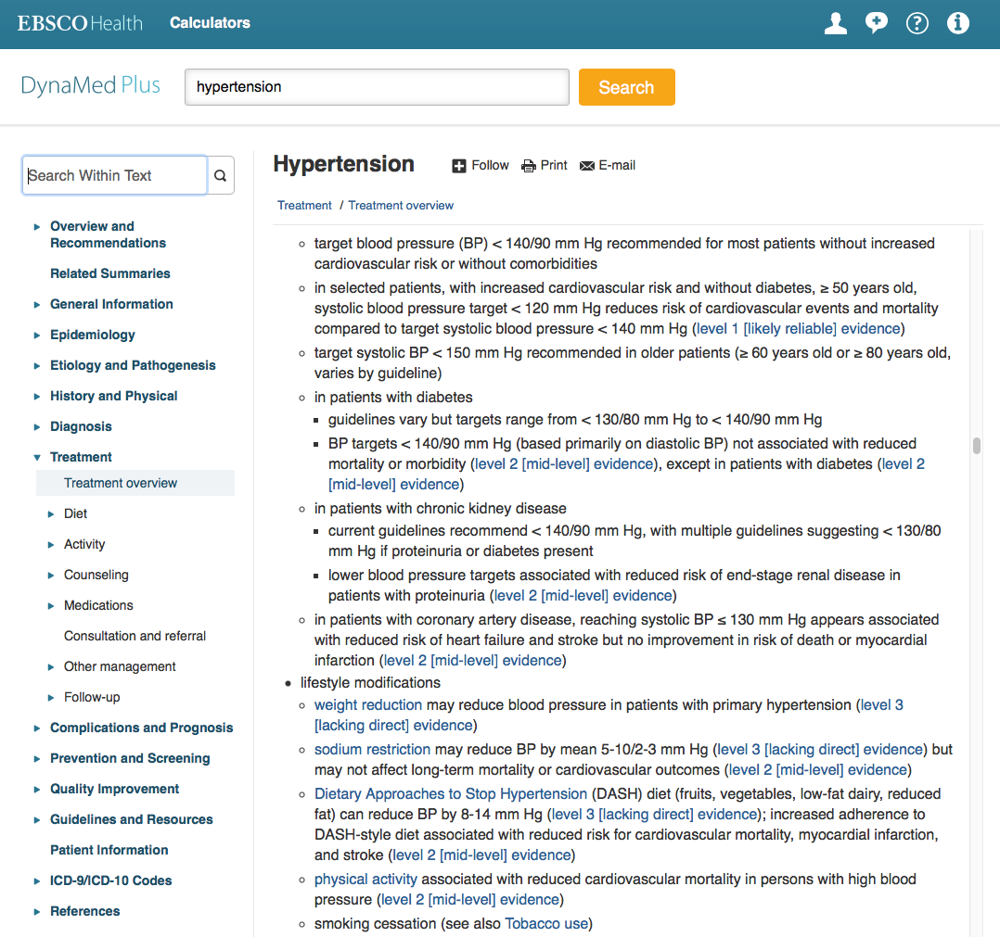 EBSCO Health Calculators
DynaMed Plus hypertension Search
Search Within Text
Overview and
Recommendations
Related Summaries
General Information
Epidemiology
Etiology and Pathogenesis
History and Physical
Diagnosis
Treatment
Treatment overview
Diet
Activity
Counseling
Medications
Consultation and referral
Other management
Follow-up
Complications and Prognosis
Prevention and Screening
Quality Improvement
Guidelines and Resources
Patient Information
ICD-9/ICD-10 Codes
References
Hypertension Follow Print E-mail
Treatment / Treatment overview
target blood pressure (BP) < 140/90 mm Hg recommended for most patients without increased
cardiovascular risk or without comorbidities
in selected patients, with increased cardiovascular risk and without diabetes, ≥ 50 years old,
systolic blood pressure target < 120 mm Hg reduces risk of cardiovascular events and mortality
compared to target systolic blood pressure < 140 mm Hg (level 1 [likely reliable] evidence)
target systolic BP < 150 mm Hg recommended in older patients (≥ 60 years old or ≥ 80 years old,
varies by guideline)
in patients with diabetes
guidelines vary but targets range from < 130/80 mm Hg to < 140/90 mm Hg
BP targets < 140/90 mm Hg (based primarily on diastolic BP) not associated with reduced
mortality or morbidity (level 2 [mid-level] evidence), except in patients with diabetes (level 2
[mid-level] evidence)
in patients with chronic kidney disease
current guidelines recommend < 140/90 mm Hg, with multiple guidelines suggesting < 130/80
mm Hg if proteinuria or diabetes present
lower blood pressure targets associated with reduced risk of end-stage renal disease in
patients with proteinuria (level 2 [mid-level] evidence)
in patients with coronary artery disease, reaching systolic BP ≤ 130 mm Hg appears associated
with reduced risk of heart failure and stroke but no improvement in risk of death or myocardial
infarction (level 2 [mid-level] evidence)
lifestyle modifications
weight reduction may reduce blood pressure in patients with primary hypertension (level 3
[lacking direct] evidence)
sodium restriction may reduce BP by mean 5-10/2-3 mm Hg (level 3 [lacking direct] evidence) but
may not affect long-term mortality or cardiovascular outcomes (level 2 [mid-level] evidence)
Dietary Approaches to Stop Hypertension (DASH) diet (fruits, vegetables, low-fat dairy, reduced
fat) can reduce BP by 8-14 mm Hg (level 3 [lacking direct] evidence); increased adherence to
DASH-style diet associated with reduced risk for cardiovascular mortality, myocardial infarction,
and stroke (level 2 [mid-level] evidence)
physical activity associated with reduced cardiovascular mortality in persons with high blood
pressure (level 2 [mid-level] evidence)
smoking cessation (see also Tobacco use)